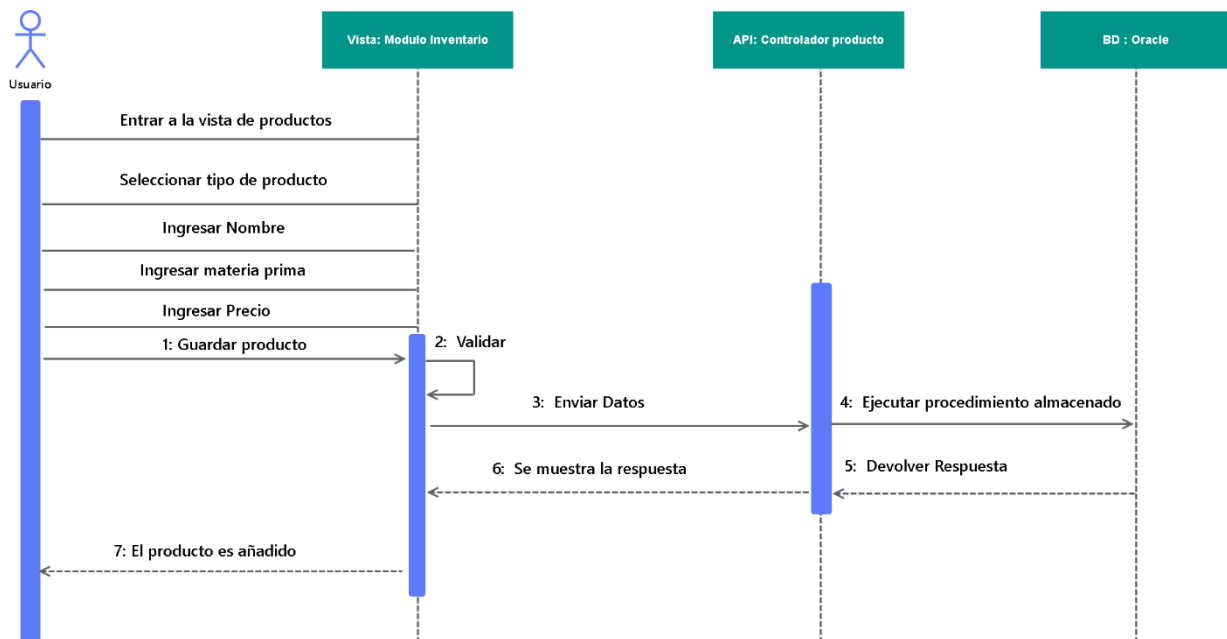 Usuario
Vista: Modulo Inventario
API: Controlador producto
BD : Oracle
Entrar a la vista de productos
Seleccionar tipo de producto
Ingresar Nombre
Ingresar materia prima
Ingresar Precio
1: Guardar producto
2: Validar
3: Enviar Datos
4: Ejecutar procedimiento almacenado
5: Devolver Respuesta
6: Se muestra la respuesta
7: El producto es añadido